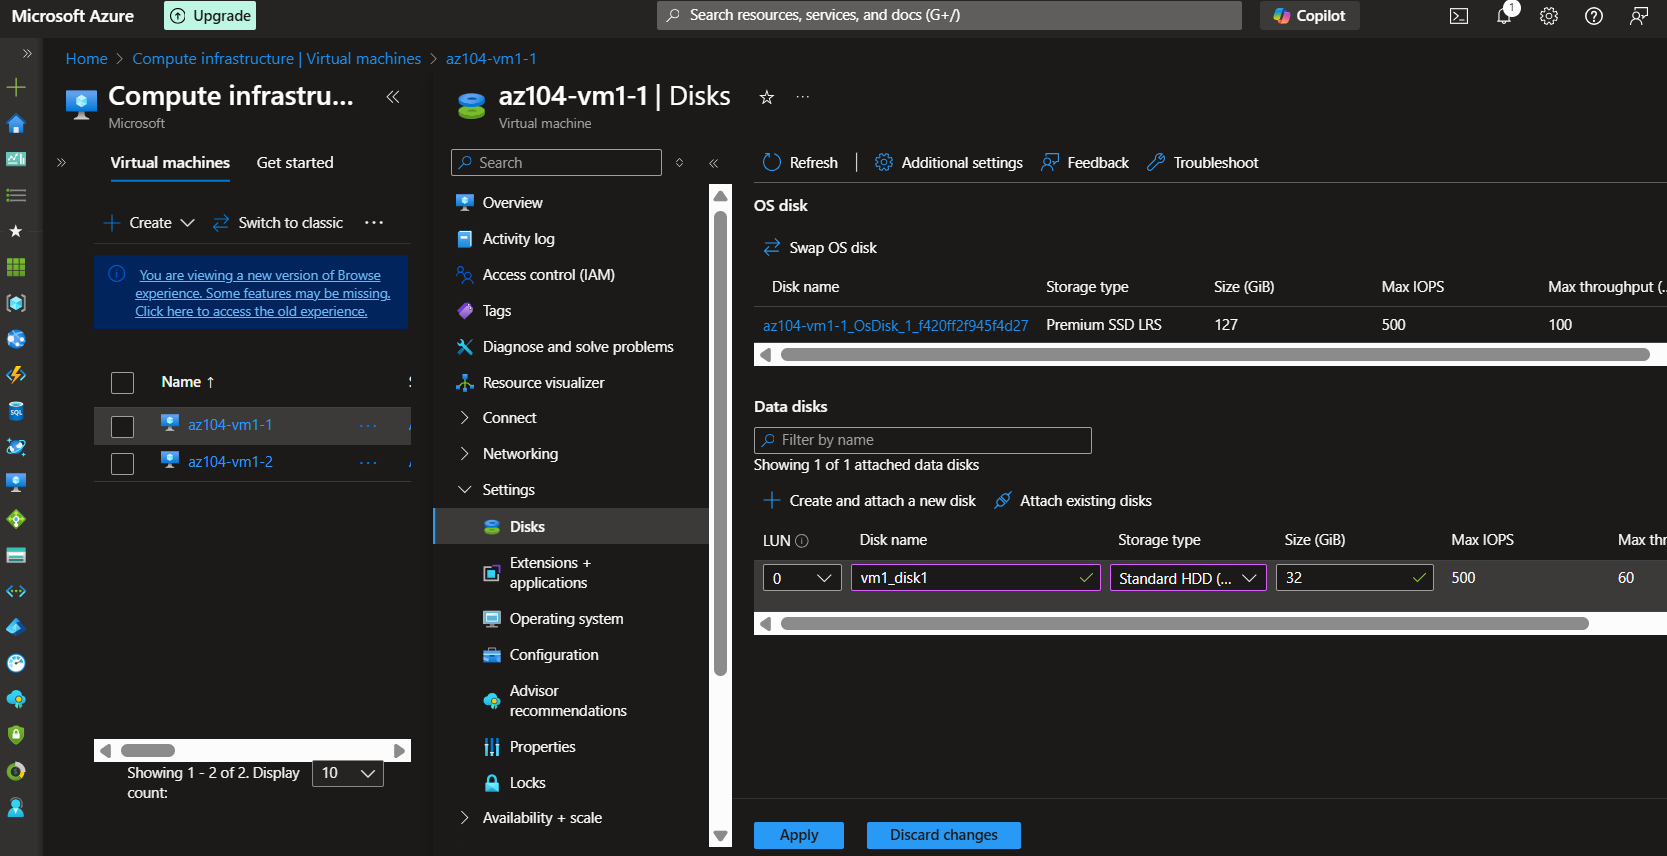 Microsoft Azure
Upgrade
Search resources, services, and docs (G+/)
Copilot
1
Home > Compute infrastructure | Virtual machines > az104-vm1-1
Compute infrastru...
Microsoft
Virtual machines
Get started
Create
Switch to classic
You are viewing a new version of Browse
experience. Some features may be missing.
Click here to access the old experience.
Name ↑
az104-vm1-1
az104-vm1-2
Showing 1 - 2 of 2. Display
count:
10
az104-vm1-1 | Disks
Virtual machine
Search
Overview
Activity log
Access control (IAM)
Tags
Diagnose and solve problems
Resource visualizer
Connect
Networking
Settings
Disks
Extensions +
applications
Operating system
Configuration
Advisor
recommendations
Properties
Locks
Availability + scale
Refresh
Additional settings
Feedback
Troubleshoot
OS disk
Swap OS disk
Disk name Storage type Size (GiB) Max IOPS Max throughput (..
az104-vm1-1_OsDisk_1_f420ff2f945f4d27 Premium SSD LRS 127 500 100
Data disks
Filter by name
Showing 1 of 1 attached data disks
Create and attach a new disk
Attach existing disks
LUN Disk name Storage type Size (GiB) Max IOPS Max thr
0 vm1_disk1 Standard HDD (... 32 500 60
Apply
Discard changes
SQL